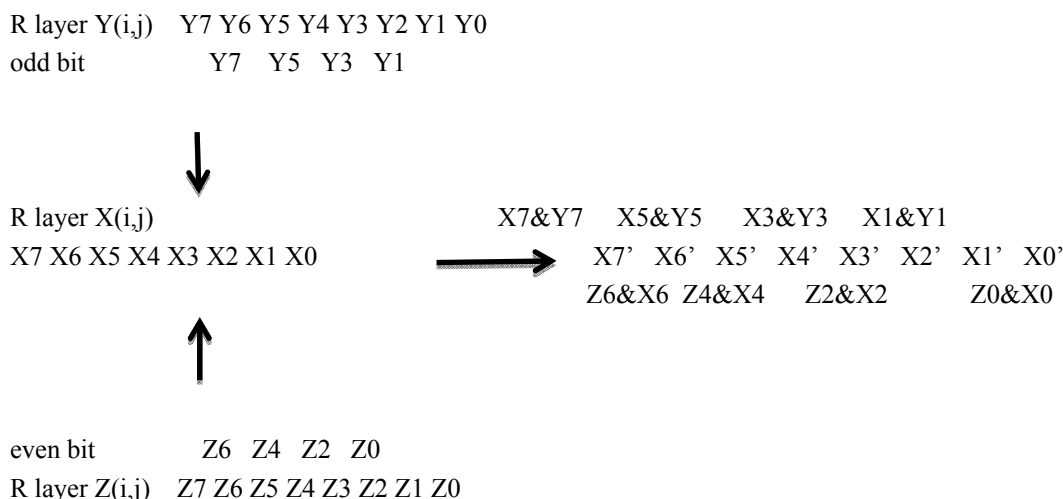 R layer Y(i,j) Y7 Y6 Y5 Y4 Y3 Y2 Y1 Y0
odd bit Y7 Y5 Y3 Y1
R layer X(i,j) X7&Y7 X5&Y5 X3&Y3 X1&Y1
X7 X6 X5 X4 X3 X2 X1 X0 X7’ X6’ X5’ X4’ X3’ X2’ X1’ X0’
Z6&X6 Z4&X4 Z2&X2 Z0&X0
even bit Z6 Z4 Z2 Z0
R layer Z(i,j) Z7 Z6 Z5 Z4 Z3 Z2 Z1 Z0